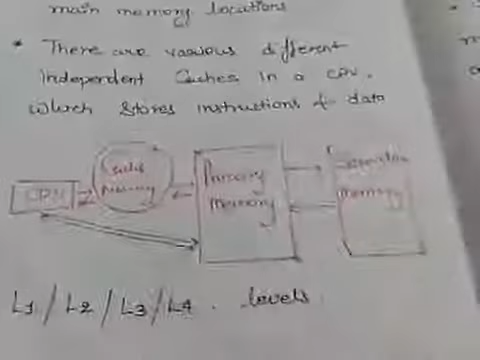 main memory locations
* There are various different
independent Caches in a CPU.
which stores instructions & data
CPU
memory
Primary
memory
Secondary
memory
L1 / L2 / L3 / L4 . levels